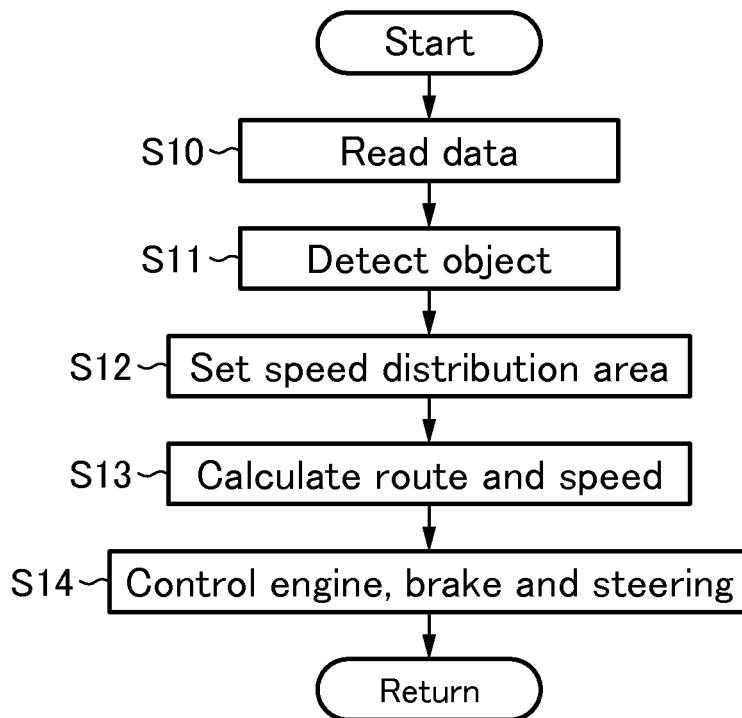 Start
S10 Read data
S11 Detect object
S12 Set speed distribution area
S13 Calculate route and speed
S14 Control engine, brake and steering
Return